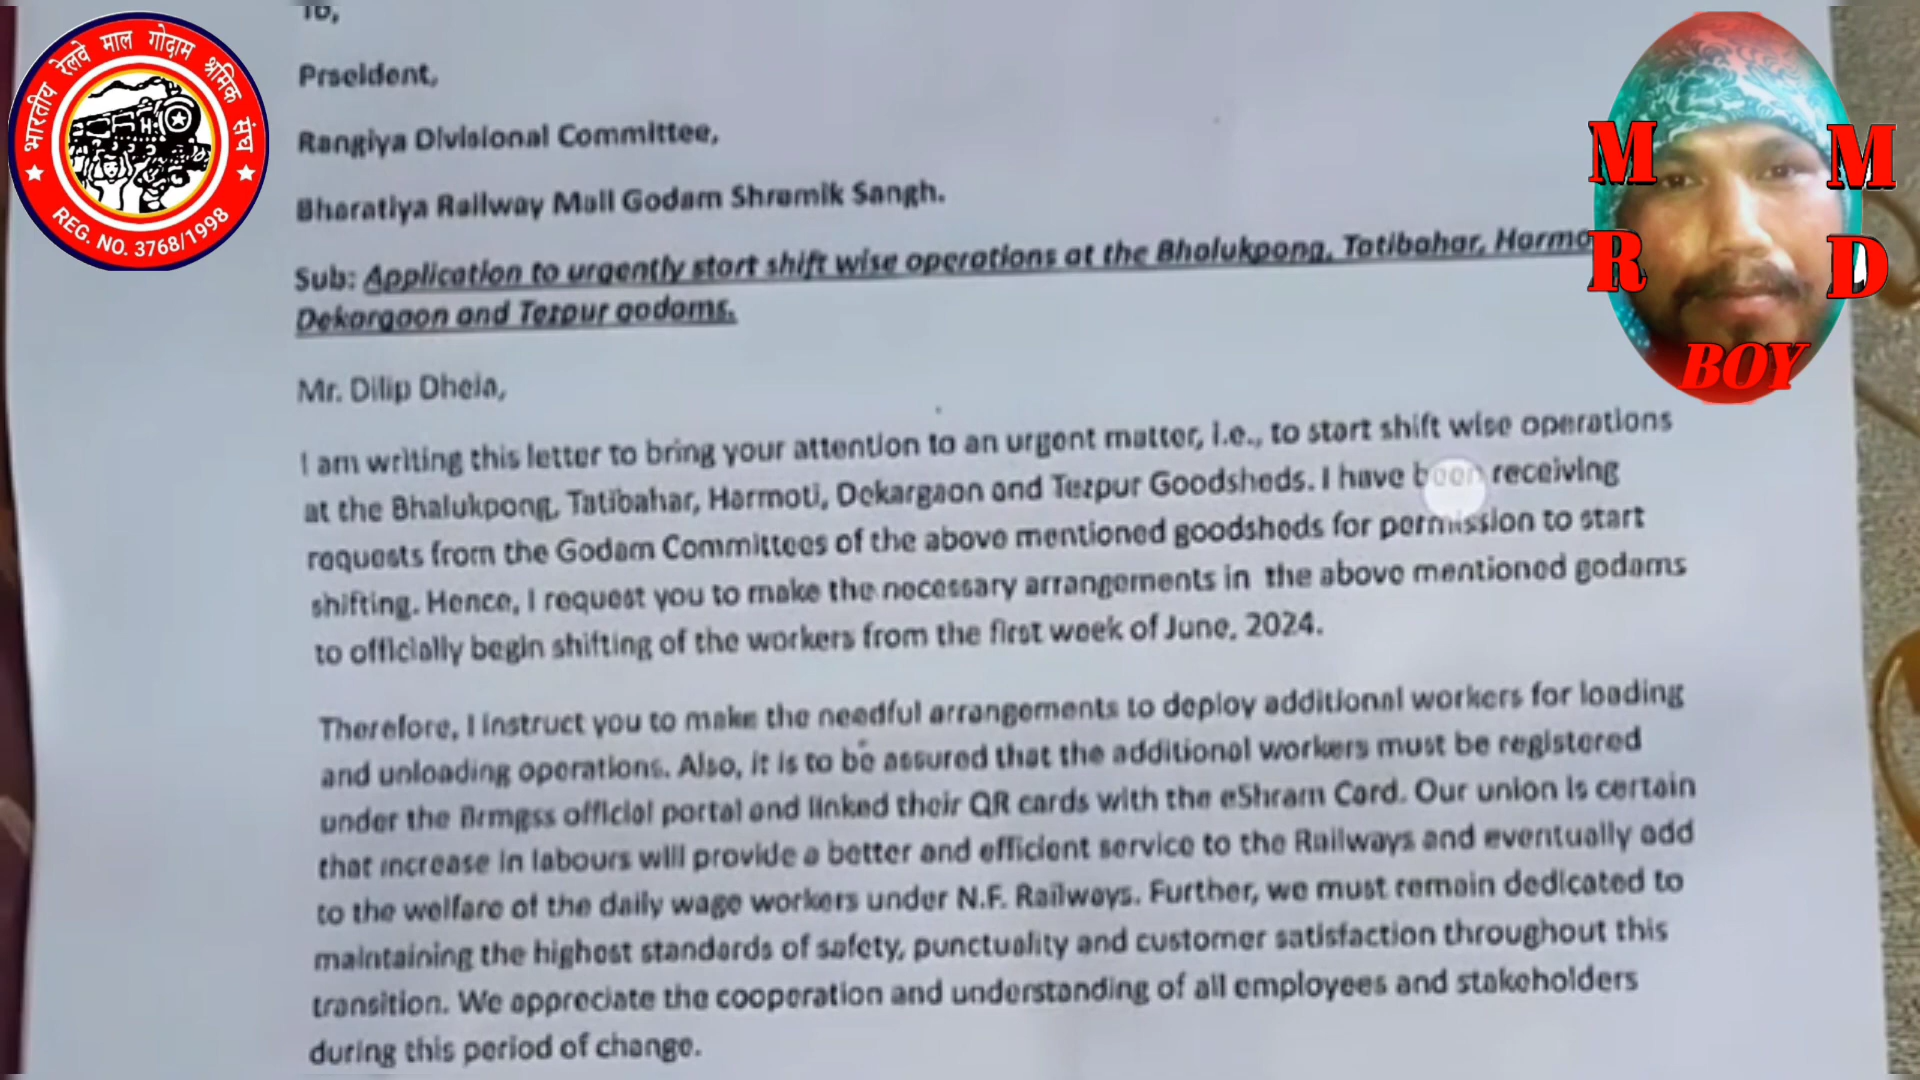 To,
भारतीय रेलवे माल गोदाम श्रमिक संघ
REG. NO. 3768/1998
M M
R D
BOY
Prseident,
Rangiya Divisional Committee,
Bharatiya Railway Mall Godam Shramik Sangh.
Sub: Application to urgently start shift wise operations at the Bhalukpong, Tatibahar, Harmo
Dekargaon and Tezpur godams.
Mr. Dilip Dheia,
I am writing this letter to bring your attention to an urgent matter, i.e., to start shift wise operations
at the Bhalukpong, Tatibahar, Harmoti, Dekargaon and Tezpur Goodsheds. I have been receiving
requests from the Godam Committees of the above mentioned goodsheds for permission to start
shifting. Hence, I request you to make the necessary arrangements in the above mentioned godams
to officially begin shifting of the workers from the first week of June, 2024.
Therefore, I instruct you to make the needful arrangements to deploy additional workers for loading
and unloading operations. Also, it is to be assured that the additional workers must be registered
under the Brmgss official portal and linked their QR cards with the eShram Card. Our union is certain
that increase in labours will provide a better and efficient service to the Railways and eventually add
to the welfare of the daily wage workers under N.F. Railways. Further, we must remain dedicated to
maintaining the highest standards of safety, punctuality and customer satisfaction throughout this
transition. We appreciate the cooperation and understanding of all employees and stakeholders
during this period of change.